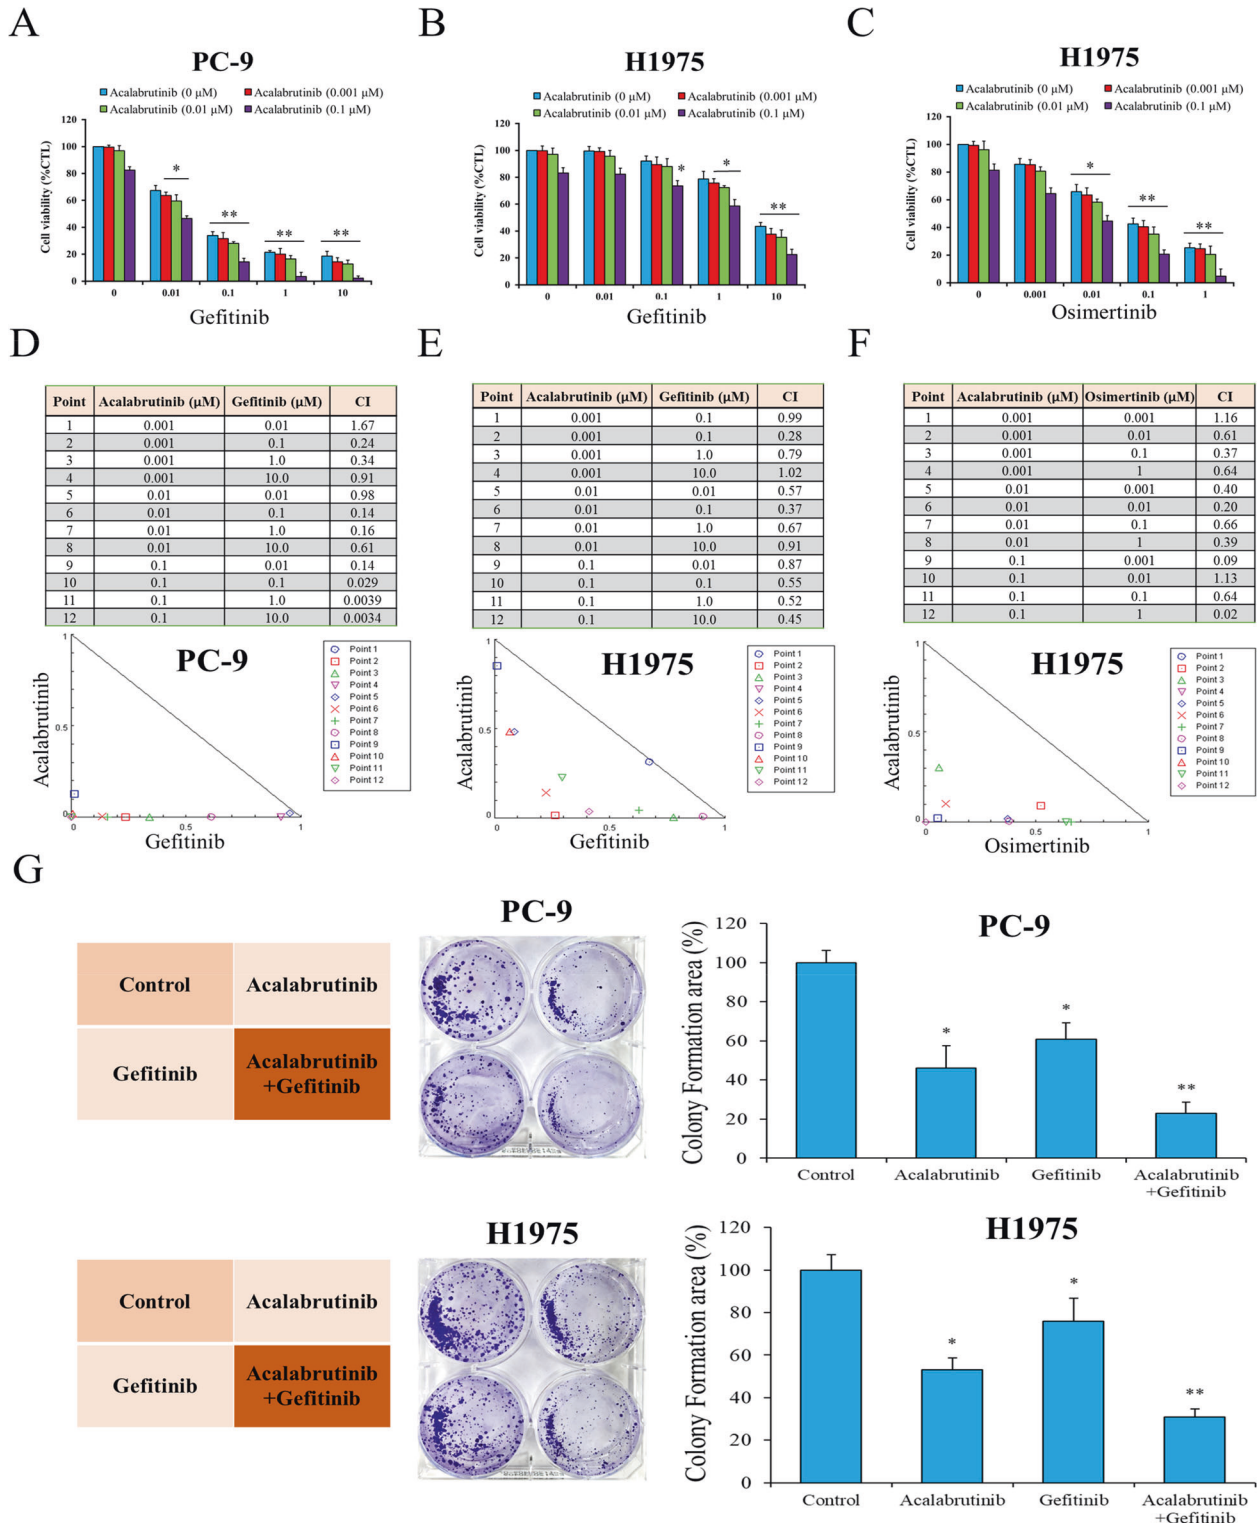 A
PC-9
Acalabrutinib (0 μM) Acalabrutinib (0.001 μM)
Acalabrutinib (0.01 μM) Acalabrutinib (0.1 μM)
Cell viability (%CTL)
120
100
80
60
40
20
0
* ** ** **
0 0.01 0.1 1 10
Gefitinib
B
H1975
Acalabrutinib (0 μM) Acalabrutinib (0.001 μM)
Acalabrutinib (0.01 μM) Acalabrutinib (0.1 μM)
Cell viability (%CTL)
120
100
80
60
40
20
0
* * **
0 0.01 0.1 1 10
Gefitinib
C
H1975
Acalabrutinib (0 μM) Acalabrutinib (0.001 μM)
Acalabrutinib (0.01 μM) Acalabrutinib (0.1 μM)
Cell viability (%CTL)
120
100
80
60
40
20
0
* ** **
0 0.001 0.01 0.1 1
Osimertinib
D
Point Acalabrutinib (μM) Gefitinib (μM) CI
1 0.001 0.01 1.67
2 0.001 0.1 0.24
3 0.001 1.0 0.34
4 0.001 10.0 0.91
5 0.01 0.01 0.98
6 0.01 0.1 0.14
7 0.01 1.0 0.16
8 0.01 10.0 0.61
9 0.1 0.01 0.14
10 0.1 0.1 0.029
11 0.1 1.0 0.0039
12 0.1 10.0 0.0034
PC-9
Acalabrutinib
1
0.5
0
0.5 1
Gefitinib
Point 1
Point 2
Point 3
Point 4
Point 5
Point 6
Point 7
Point 8
Point 9
Point 10
Point 11
Point 12
E
Point Acalabrutinib (μM) Gefitinib (μM) CI
1 0.001 0.1 0.99
2 0.001 0.1 0.28
3 0.001 1.0 0.79
4 0.001 10.0 1.02
5 0.01 0.01 0.57
6 0.01 0.1 0.37
7 0.01 1.0 0.67
8 0.01 10.0 0.91
9 0.1 0.01 0.87
10 0.1 0.1 0.55
11 0.1 1.0 0.52
12 0.1 10.0 0.45
H1975
Acalabrutinib
1
0.5
0
0.5 1
Gefitinib
Point 1
Point 2
Point 3
Point 4
Point 5
Point 6
Point 7
Point 8
Point 9
Point 10
Point 11
Point 12
F
Point Acalabrutinib (μM) Osimertinib (μM) CI
1 0.001 0.001 1.16
2 0.001 0.01 0.61
3 0.001 0.1 0.37
4 0.001 1 0.64
5 0.01 0.001 0.40
6 0.01 0.01 0.20
7 0.01 0.1 0.66
8 0.01 1 0.39
9 0.1 0.001 0.09
10 0.1 0.01 1.13
11 0.1 0.1 0.64
12 0.1 1 0.02
H1975
Acalabrutinib
1
0.5
0
0 0.5 1
Osimertinib
Point 1
Point 2
Point 3
Point 4
Point 5
Point 6
Point 7
Point 8
Point 9
Point 10
Point 11
Point 12
G
Control Acalabrutinib
Gefitinib Acalabrutinib
+Gefitinib
PC-9
PC-9
Colony Formation area (%)
120
100
80
60
40
20
0
* * **
Control Acalabrutinib Gefitinib Acalabrutinib
+Gefitinib
Control Acalabrutinib
Gefitinib Acalabrutinib
+Gefitinib
H1975
H1975
Colony Formation area (%)
120
100
80
60
40
20
0
* * **
Control Acalabrutinib Gefitinib Acalabrutinib
+Gefitinib